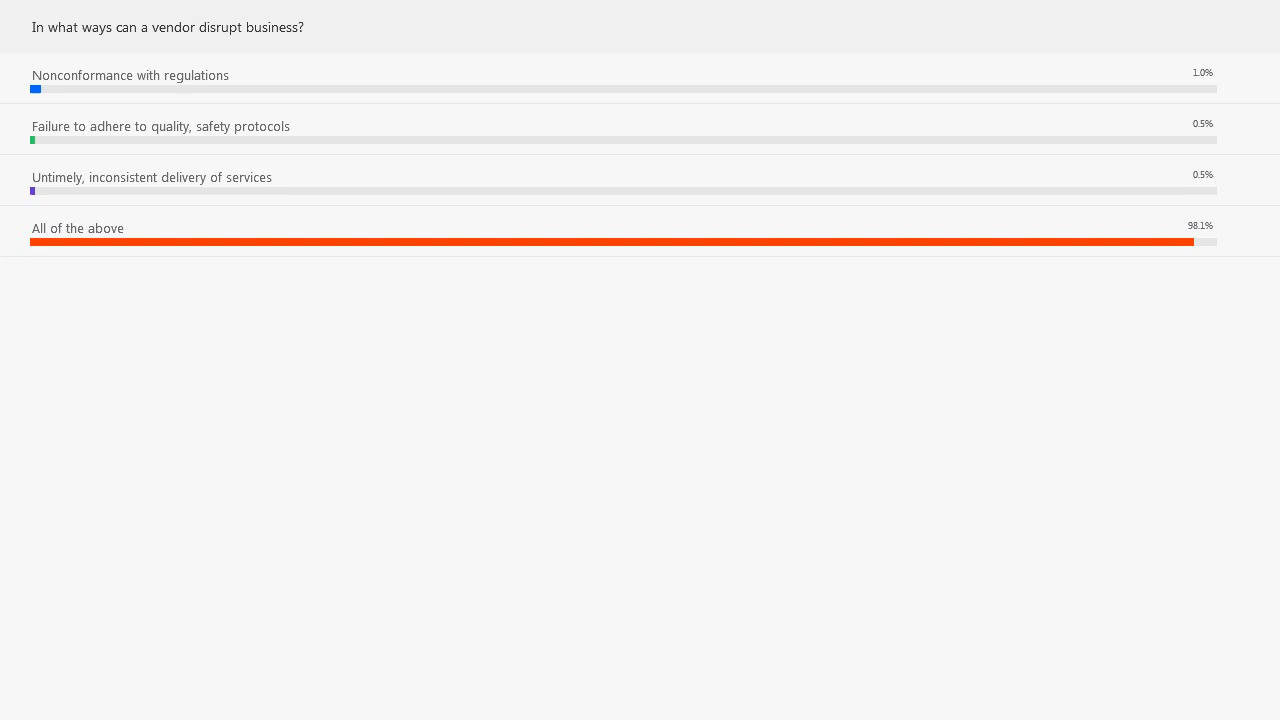 In what ways can a vendor disrupt business?
Nonconformance with regulations
1.0%
Failure to adhere to quality, safety protocols
0.5%
Untimely, inconsistent delivery of services
0.5%
All of the above
98.1%